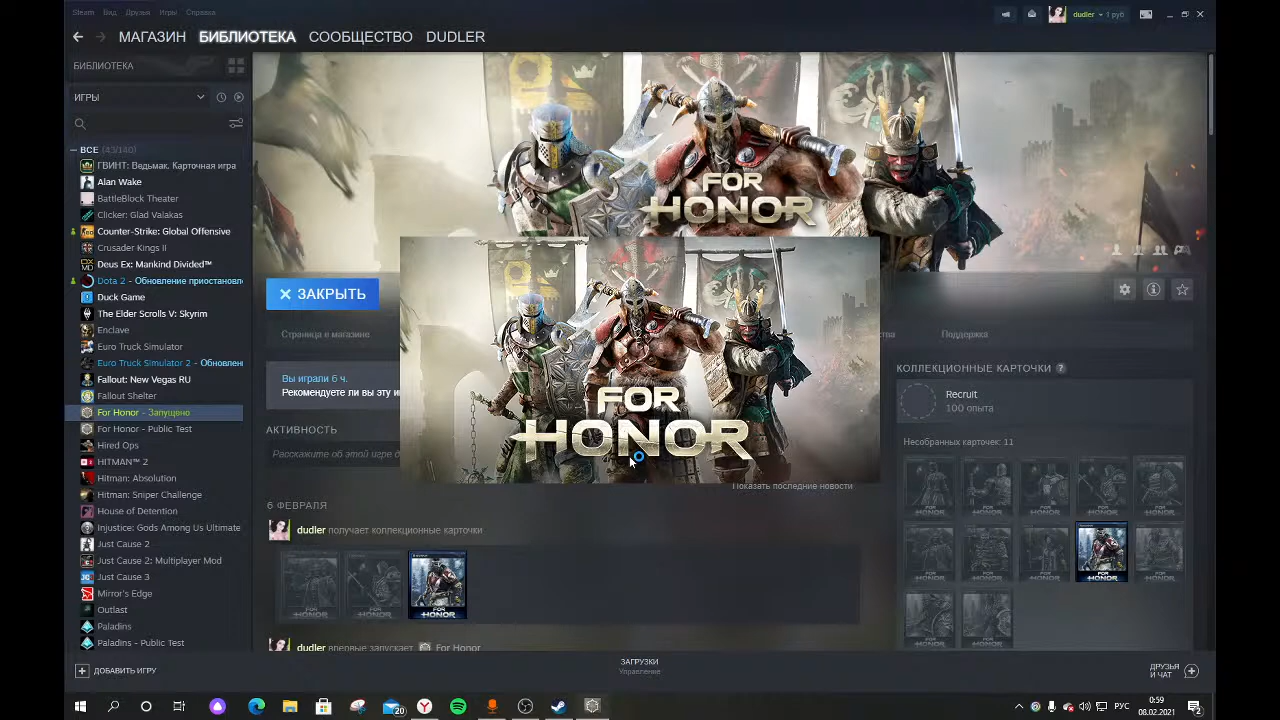 Steam Вид Друзья Игры Справка
dudler 1 руб
МАГАЗИН БИБЛИОТЕКА СООБЩЕСТВО DUDLER
БИБЛИОТЕКА
ИГРЫ
ВСЕ (43/140)
ГВИНТ: Ведьмак. Карточная игра
Alan Wake
BattleBlock Theater
Clicker: Glad Valakas
Counter-Strike: Global Offensive
Crusader Kings II
Deus Ex: Mankind Divided™
Dota 2 - Обновление приостановл
Duck Game
The Elder Scrolls V: Skyrim
Enclave
Euro Truck Simulator
Euro Truck Simulator 2 - Обновлен
Fallout: New Vegas RU
Fallout Shelter
For Honor - Запущено
For Honor - Public Test
Hired Ops
HITMAN™ 2
Hitman: Absolution
Hitman: Sniper Challenge
House of Detention
Injustice: Gods Among Us Ultimate
Just Cause 2
Just Cause 2: Multiplayer Mod
Just Cause 3
Mirror's Edge
Outlast
Paladins
Paladins - Public Test
ДОБАВИТЬ ИГРУ
FOR
HONOR
ЗАКРЫТЬ
Страница в магазине
Поддержка
Вы играли 6 ч.
Рекомендуете ли вы эту и
FOR
HONOR
АКТИВНОСТЬ
Расскажите об этой игре
Показать последние новости
6 ФЕВРАЛЯ
dudler получает коллекционные карточки
FOR
HONOR
dudler впервые запускает For Honor
КОЛЛЕКЦИОННЫЕ КАРТОЧКИ ?
Recruit
100 опыта
Несобранных карточек: 11
FOR
HONOR
ЗАГРУЗКИ
Управление
ДРУЗЬЯ
И ЧАТ
20
РУС
0:59
08.02.2021